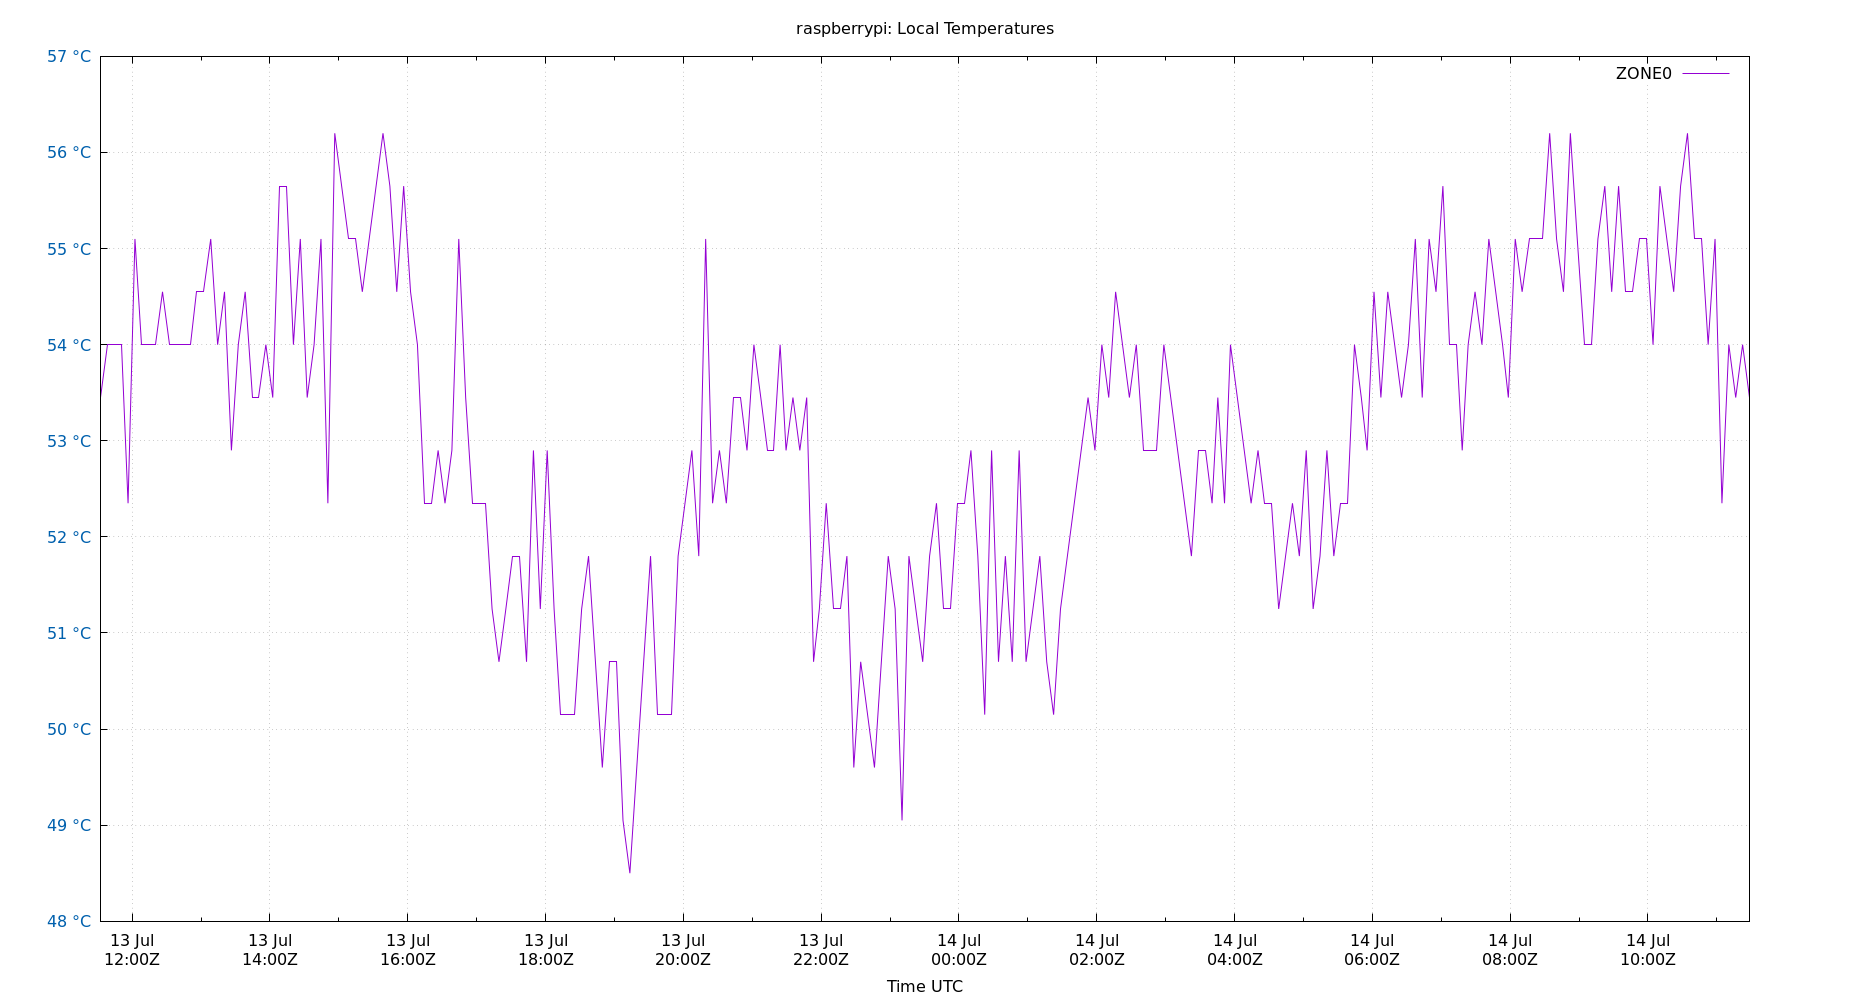 raspberrypi: Local Temperatures
57 °C
ZONE0
56 °C
55 °C
54 °C
53 °C
52 °C
51 °C
50 °C
49 °C
48 °C
13 Jul 13 Jul 13 Jul 13 Jul 13 Jul 13 Jul 14 Jul 14 Jul 14 Jul 14 Jul 14 Jul 14 Jul
12:00Z 14:00Z 16:00Z 18:00Z 20:00Z 22:00Z 00:00Z 02:00Z 04:00Z 06:00Z 08:00Z 10:00Z
Time UTC